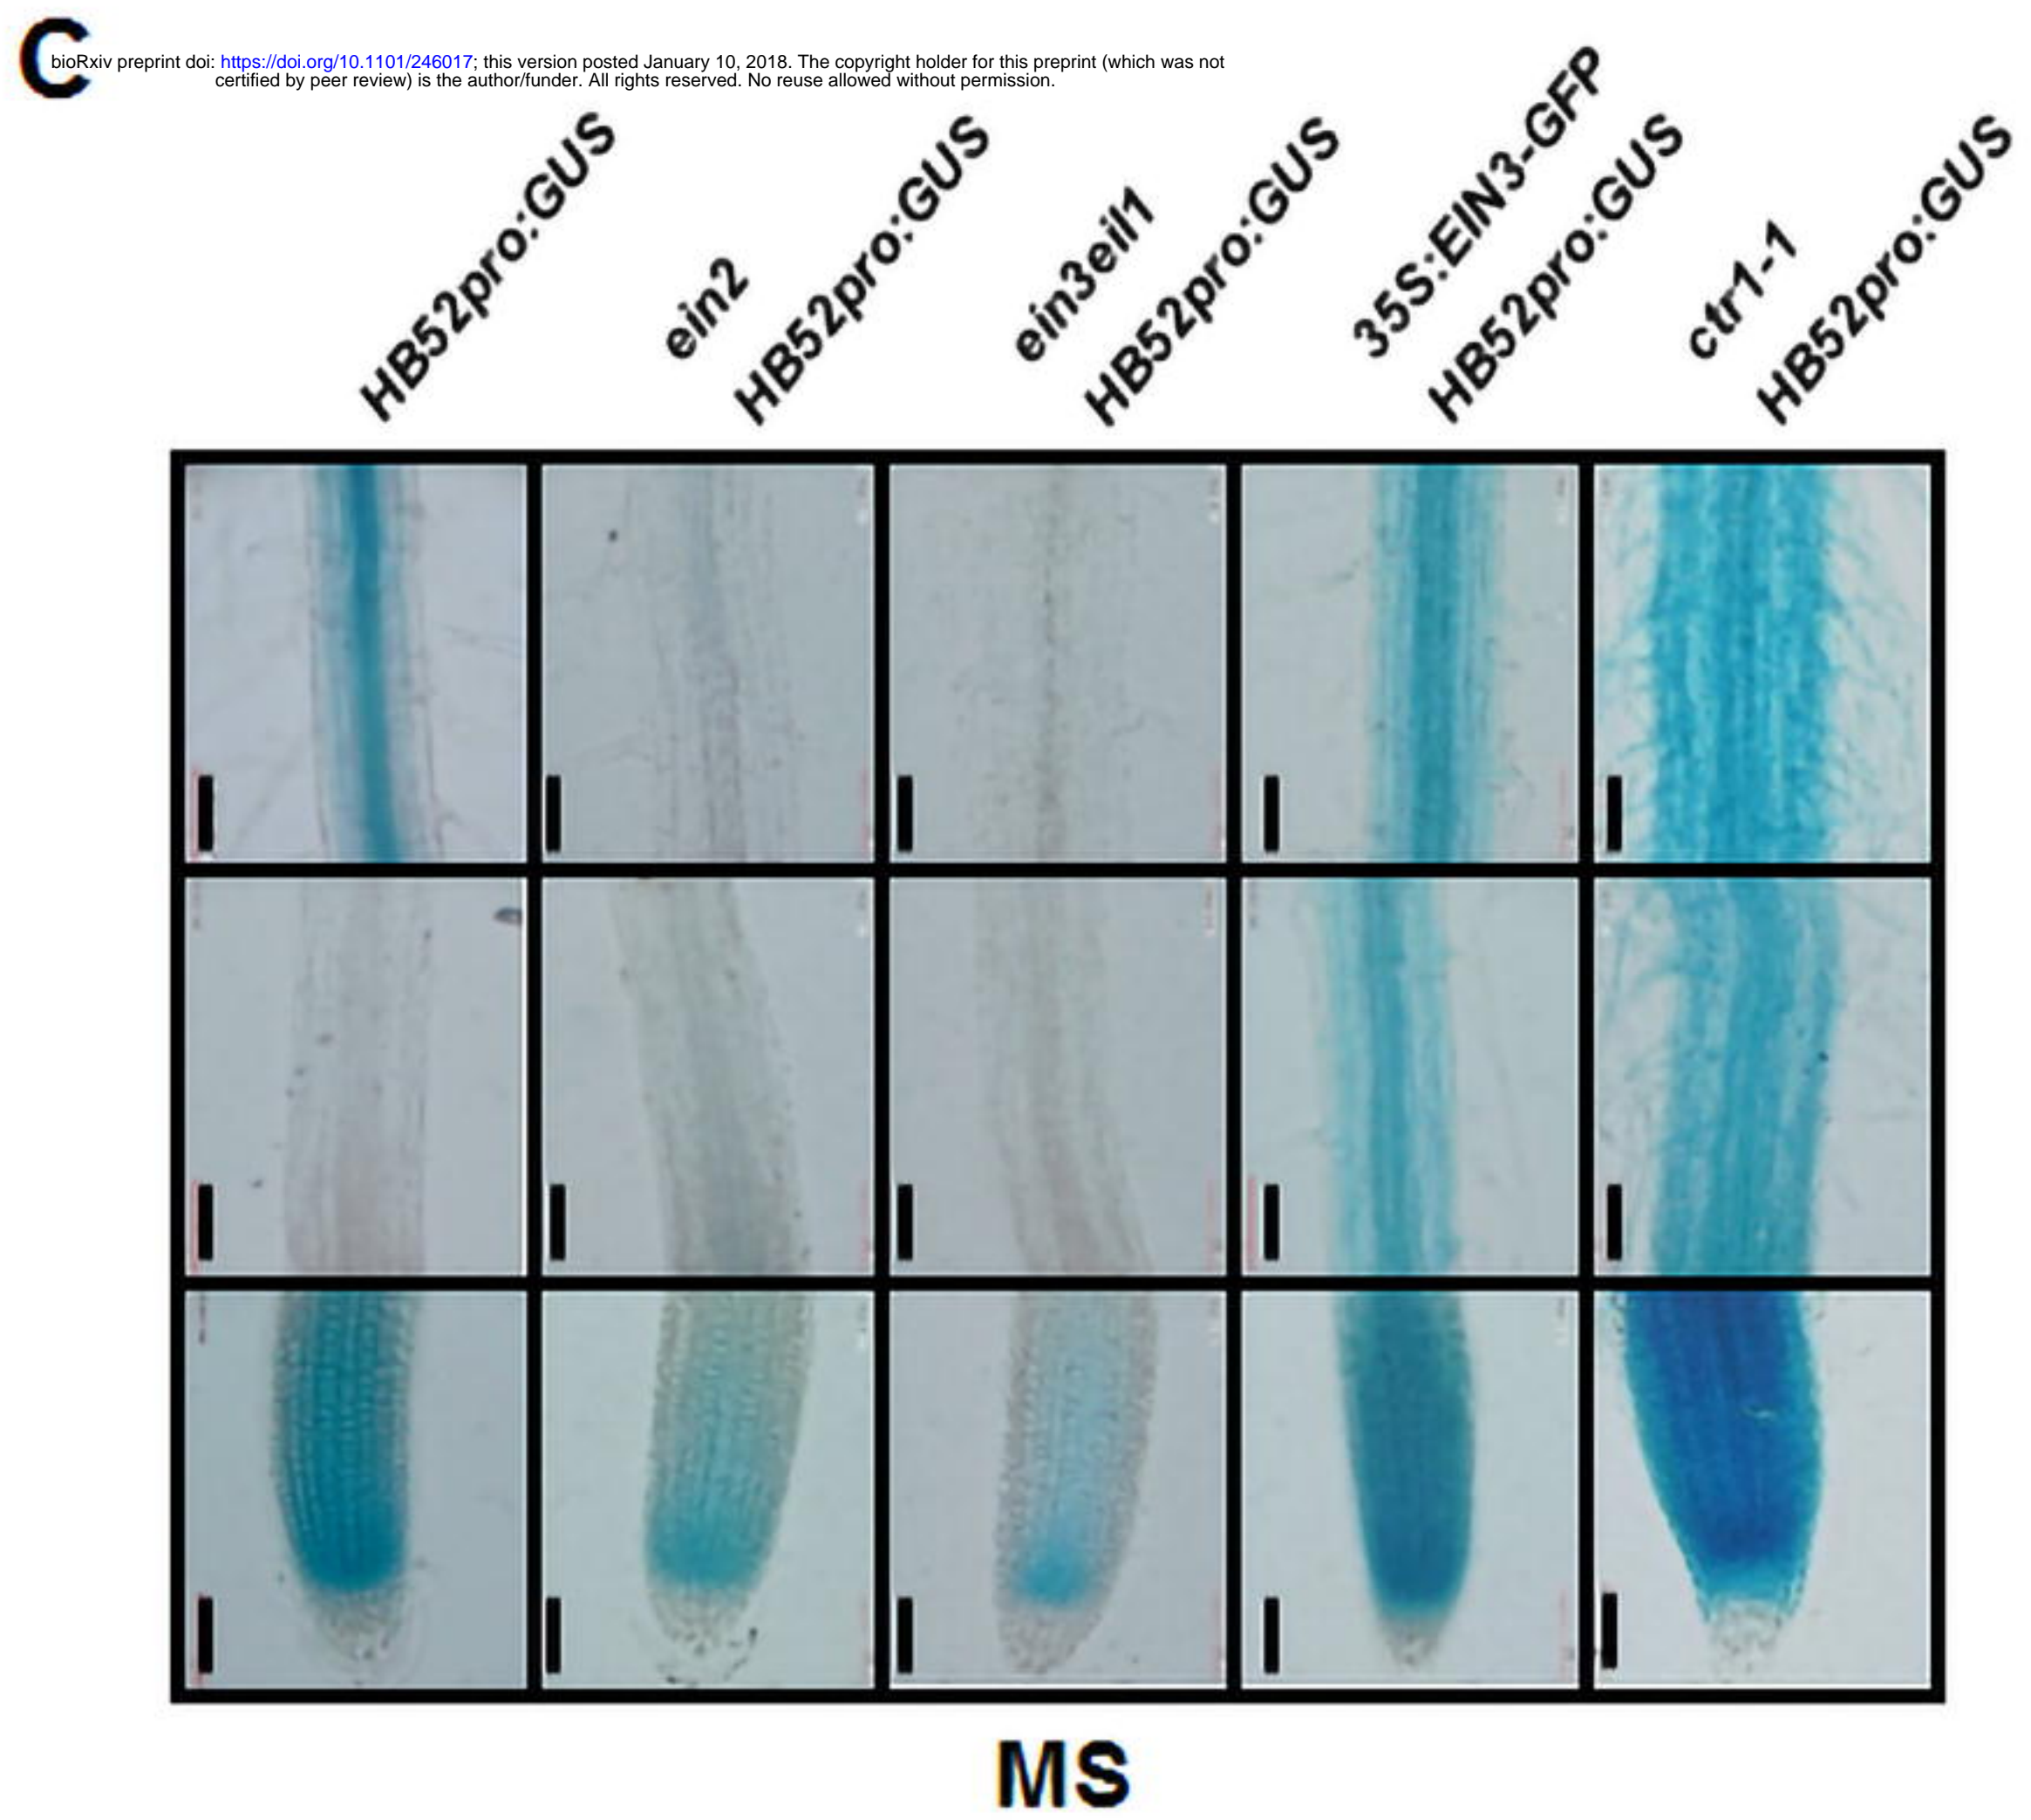 C
bioRxiv preprint doi: https://doi.org/10.1101/246017; this version posted January 10, 2018. The copyright holder for this preprint (which was not
certified by peer review) is the author/funder. All rights reserved. No reuse allowed without permission.
HB52pro:GUS
ein2
HB52pro:GUS
ein3eil1
HB52pro:GUS
35S:EIN3-GFP
HB52pro:GUS
ctr1-1
HB52pro:GUS
MS